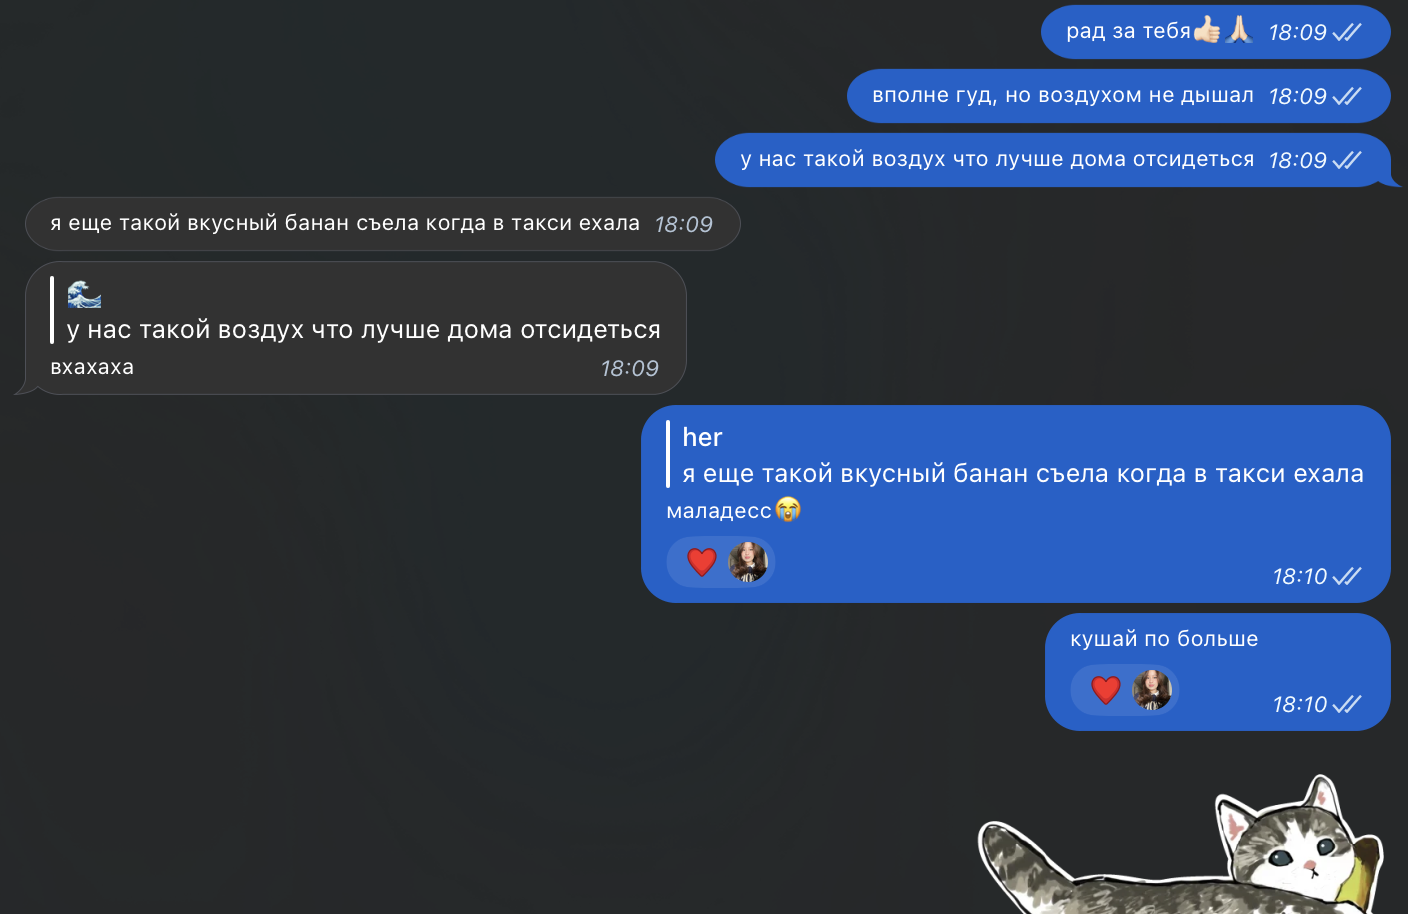 рад за тебя👍🏻🙏🏻 18:09
вполне гуд, но воздухом не дышал 18:09
у нас такой воздух что лучше дома отсидеться 18:09
я еще такой вкусный банан съела когда в такси ехала 18:09
🌊
у нас такой воздух что лучше дома отсидеться
вхахаха 18:09
her
я еще такой вкусный банан съела когда в такси ехала
маладесс😭
❤️ 18:10
кушай по больше
❤️ 18:10